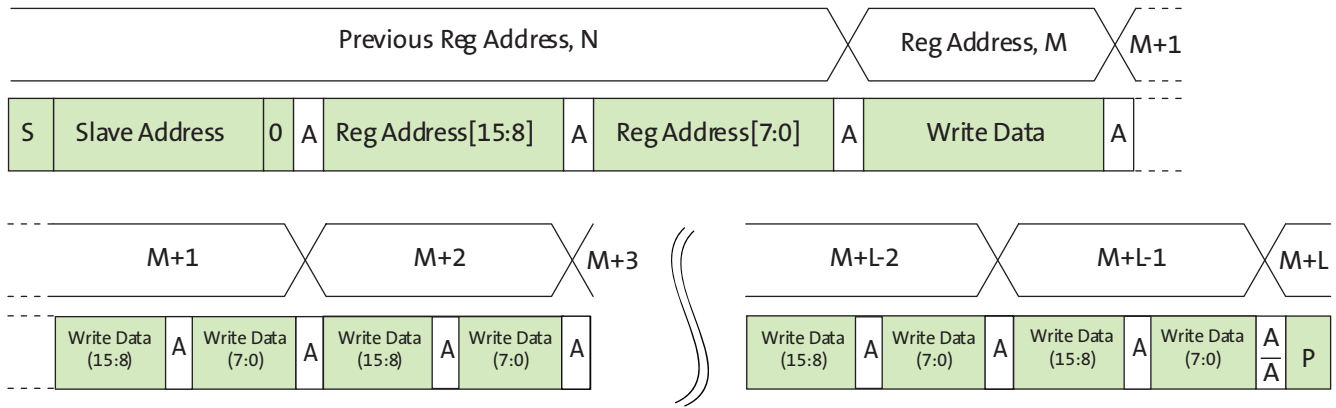 Previous Reg Address, N Reg Address, M M+1
S Slave Address 0 A Reg Address[15:8] A Reg Address[7:0] A Write Data A
M+1 M+2 M+3 M+L-2 M+L-1 M+L
Write Data (15:8) A Write Data (7:0) A Write Data (15:8) A Write Data (7:0) A Write Data (15:8) A Write Data (7:0) A Write Data (15:8) A Write Data (7:0) A A̅ P